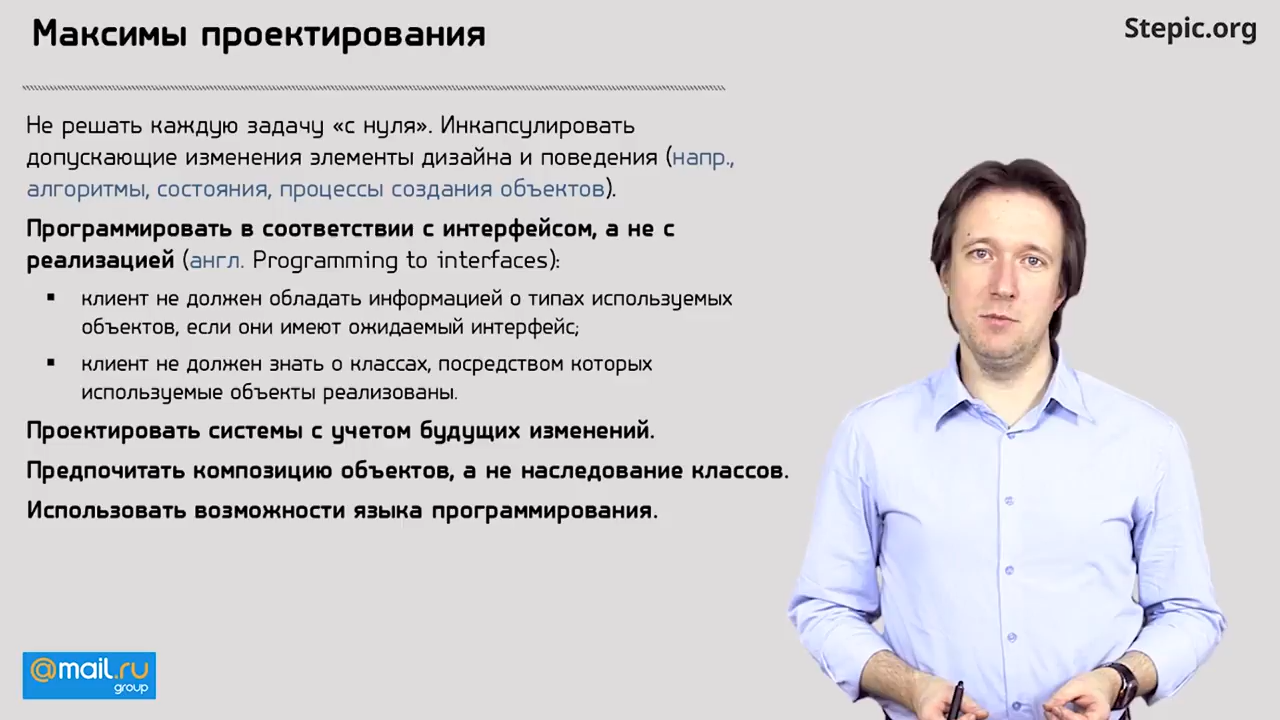 Максимы проектирования
Stepic.org
Не решать каждую задачу «с нуля». Инкапсулировать
допускающие изменения элементы дизайна и поведения (напр.,
алгоритмы, состояния, процессы создания объектов).
Программировать в соответствии с интерфейсом, а не с
реализацией (англ. Programming to interfaces):
▪ клиент не должен обладать информацией о типах используемых
объектов, если они имеют ожидаемый интерфейс;
▪ клиент не должен знать о классах, посредством которых
используемые объекты реализованы.
Проектировать системы с учетом будущих изменений.
Предпочитать композицию объектов, а не наследование классов.
Использовать возможности языка программирования.
@mail.ru
group